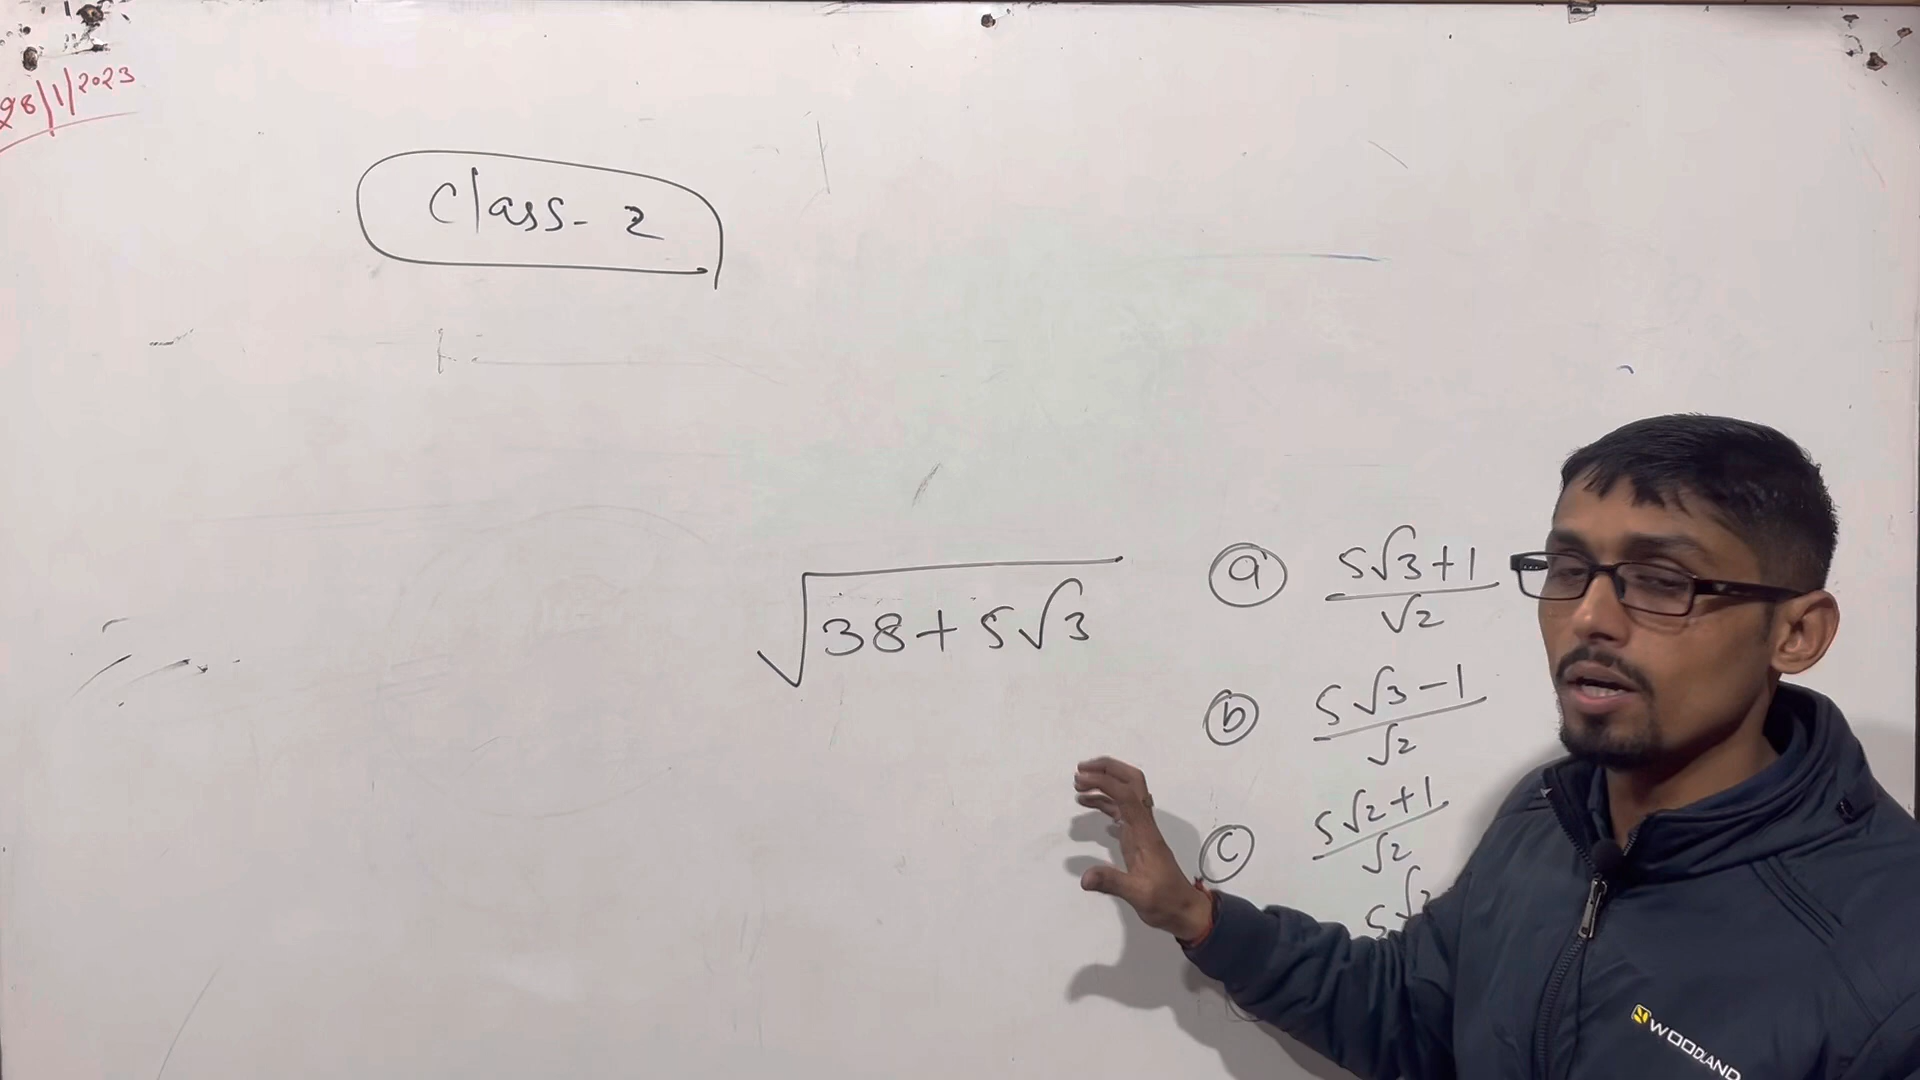 28/1/2023
Class-2
√38+5√3
a 5√3+1
√2
b 5√3-1
√2
c 5√2+1
√2
WOODLAND